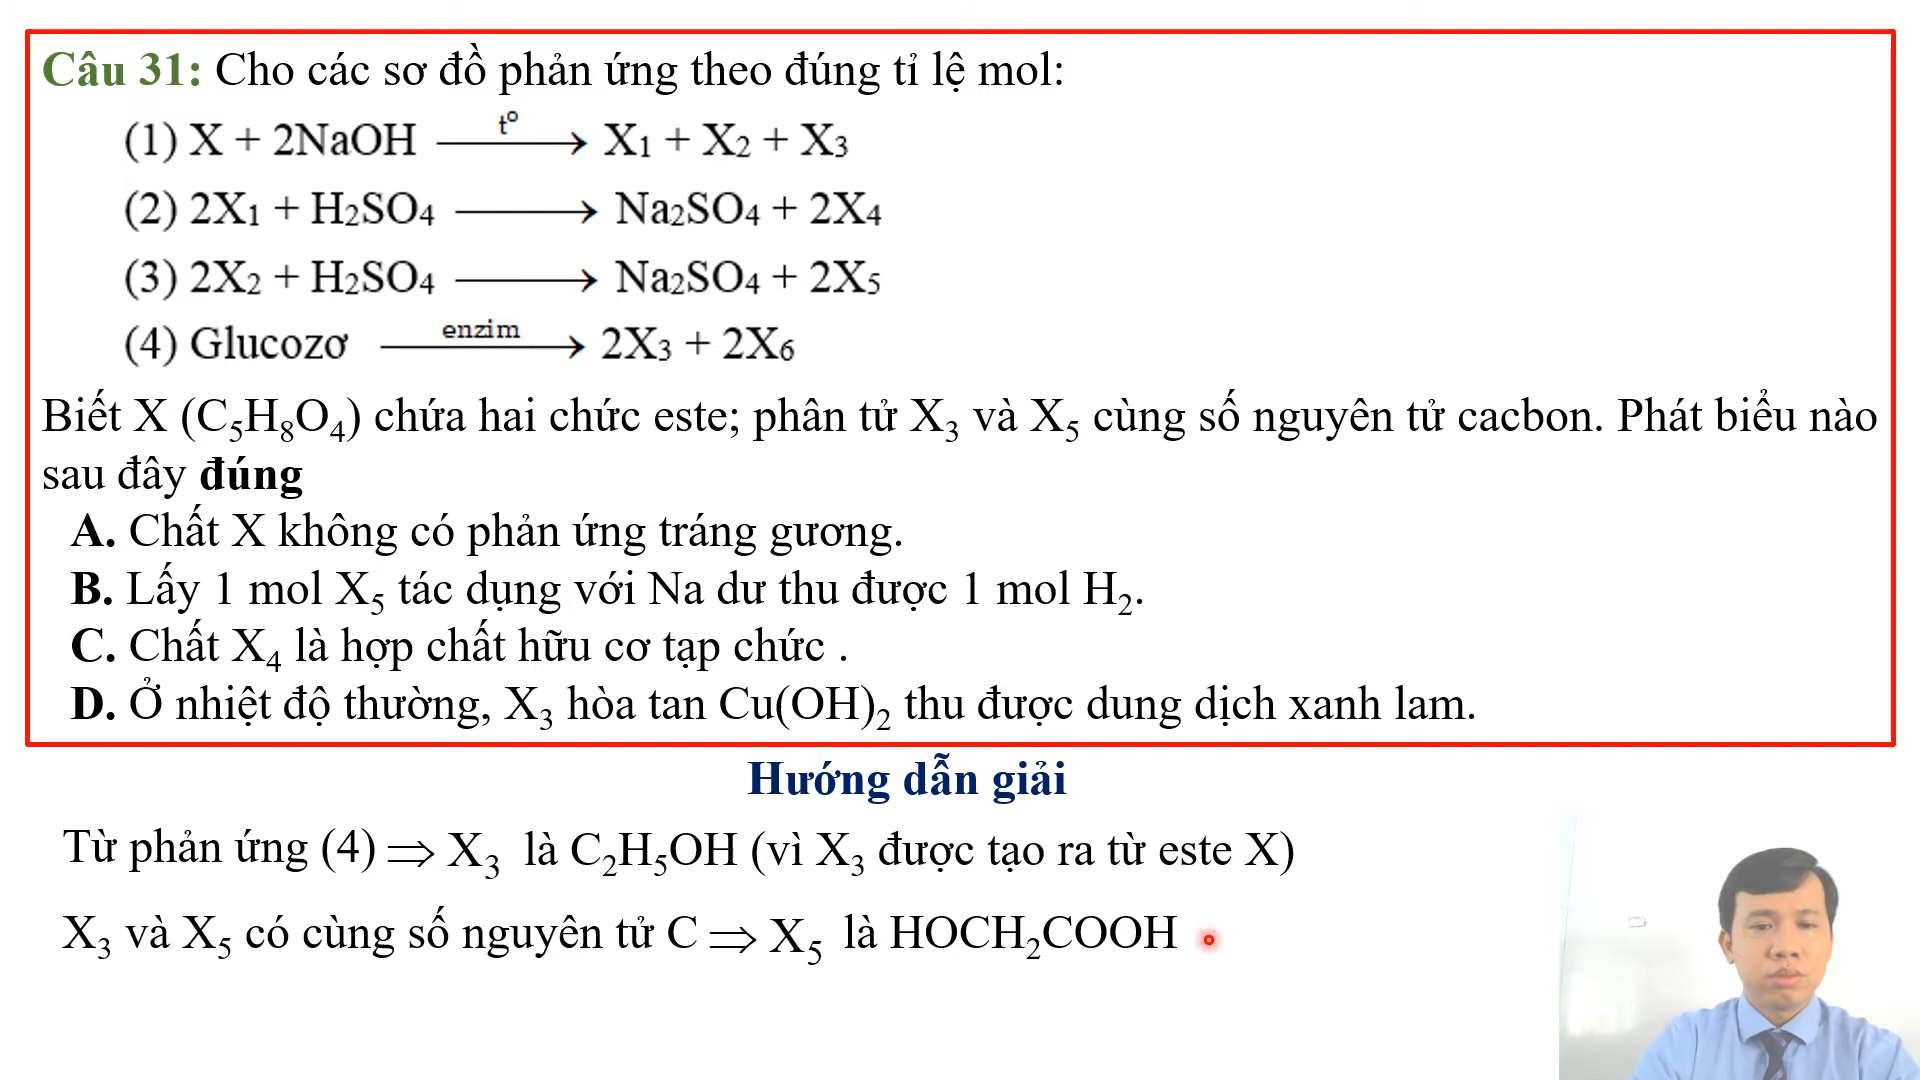 Câu 31: Cho các sơ đồ phản ứng theo đúng tỉ lệ mol:
(1) X + 2NaOH —tº→ X₁ + X₂ + X₃
(2) 2X₁ + H₂SO₄ ⟶ Na₂SO₄ + 2X₄
(3) 2X₂ + H₂SO₄ ⟶ Na₂SO₄ + 2X₅
(4) Glucozơ —enzim→ 2X₃ + 2X₆
Biết X (C₅H₈O₄) chứa hai chức este; phân tử X₃ và X₅ cùng số nguyên tử cacbon. Phát biểu nào
sau đây đúng
A. Chất X không có phản ứng tráng gương.
B. Lấy 1 mol X₅ tác dụng với Na dư thu được 1 mol H₂.
C. Chất X₄ là hợp chất hữu cơ tạp chức .
D. Ở nhiệt độ thường, X₃ hòa tan Cu(OH)₂ thu được dung dịch xanh lam.
Hướng dẫn giải
Từ phản ứng (4) ⟹ X₃ là C₂H₅OH (vì X₃ được tạo ra từ este X)
X₃ và X₅ có cùng số nguyên tử C ⟹ X₅ là HOCH₂COOH